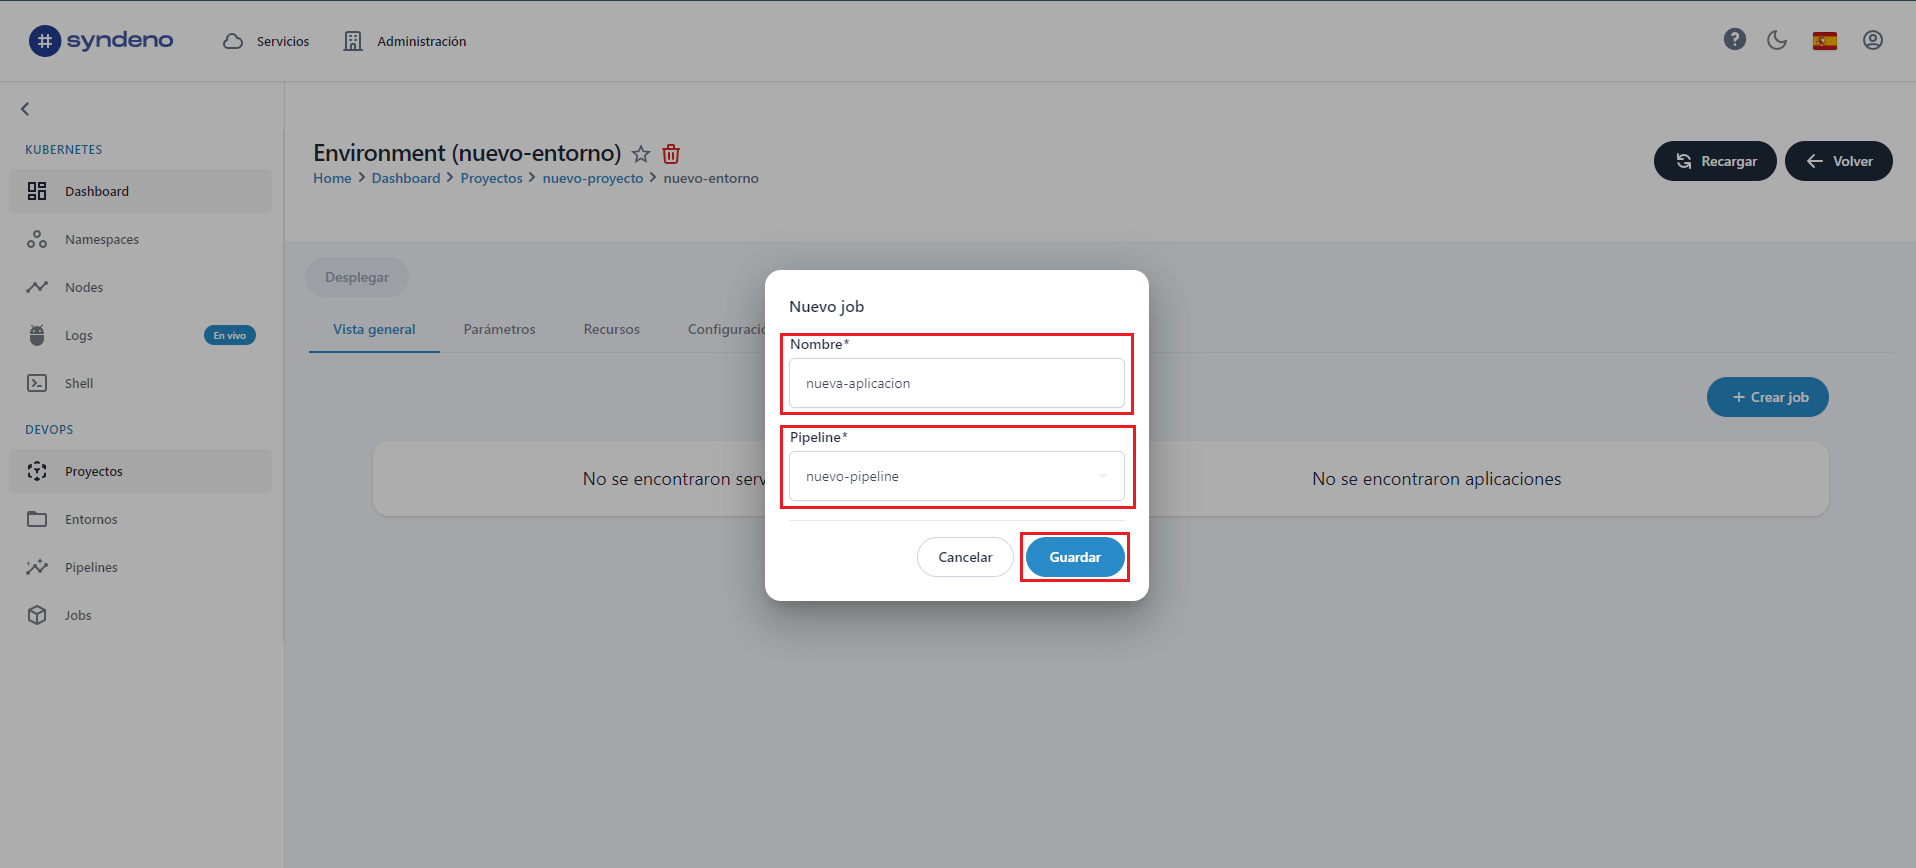 syndeno
Servicios
Administración
KUBERNETES
Dashboard
Namespaces
Nodes
Logs
En vivo
Shell
DEVOPS
Proyectos
Entornos
Pipelines
Jobs
Environment (nuevo-entorno)
Home > Dashboard > Proyectos > nuevo-proyecto > nuevo-entorno
Recargar
Volver
Desplegar
Vista general
Parámetros
Recursos
Configuració
+ Crear job
No se encontraron serv
No se encontraron aplicaciones
Nuevo job
Nombre*
nueva-aplicacion
Pipeline*
nuevo-pipeline
Cancelar
Guardar